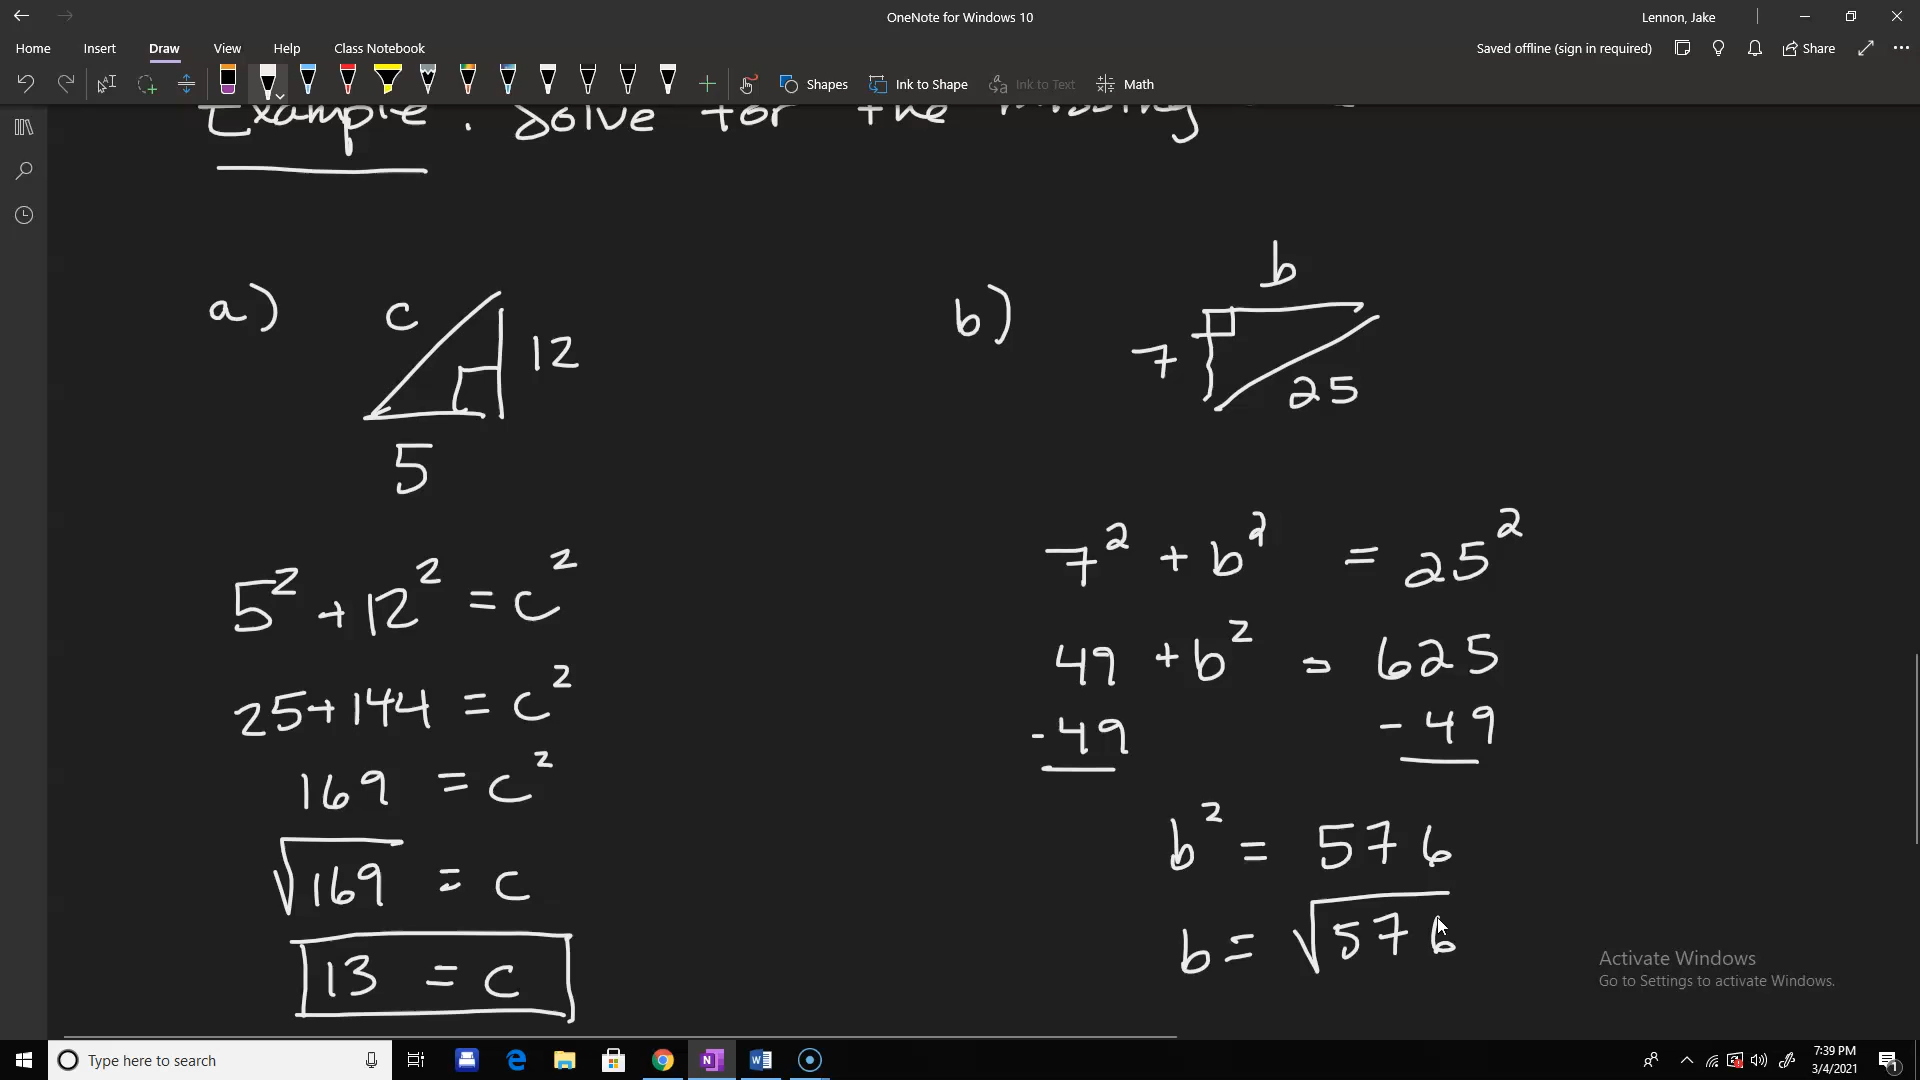 OneNote for Windows 10
Lennon, Jake
Home Insert Draw View Help Class Notebook
Saved offline (sign in required) Share
Shapes Ink to Shape Ink to Text Math
Example: Solve for the missing
a) c 12 5
b) b 7 25
5² + 12² = c²
25 + 144 = c²
169 = c²
√169 = c
13 = c
7² + b² = 25²
49 + b² = 625
-49 -49
b² = 576
b = √576
Activate Windows
Go to Settings to activate Windows.
Type here to search
7:39 PM
3/4/2021
1